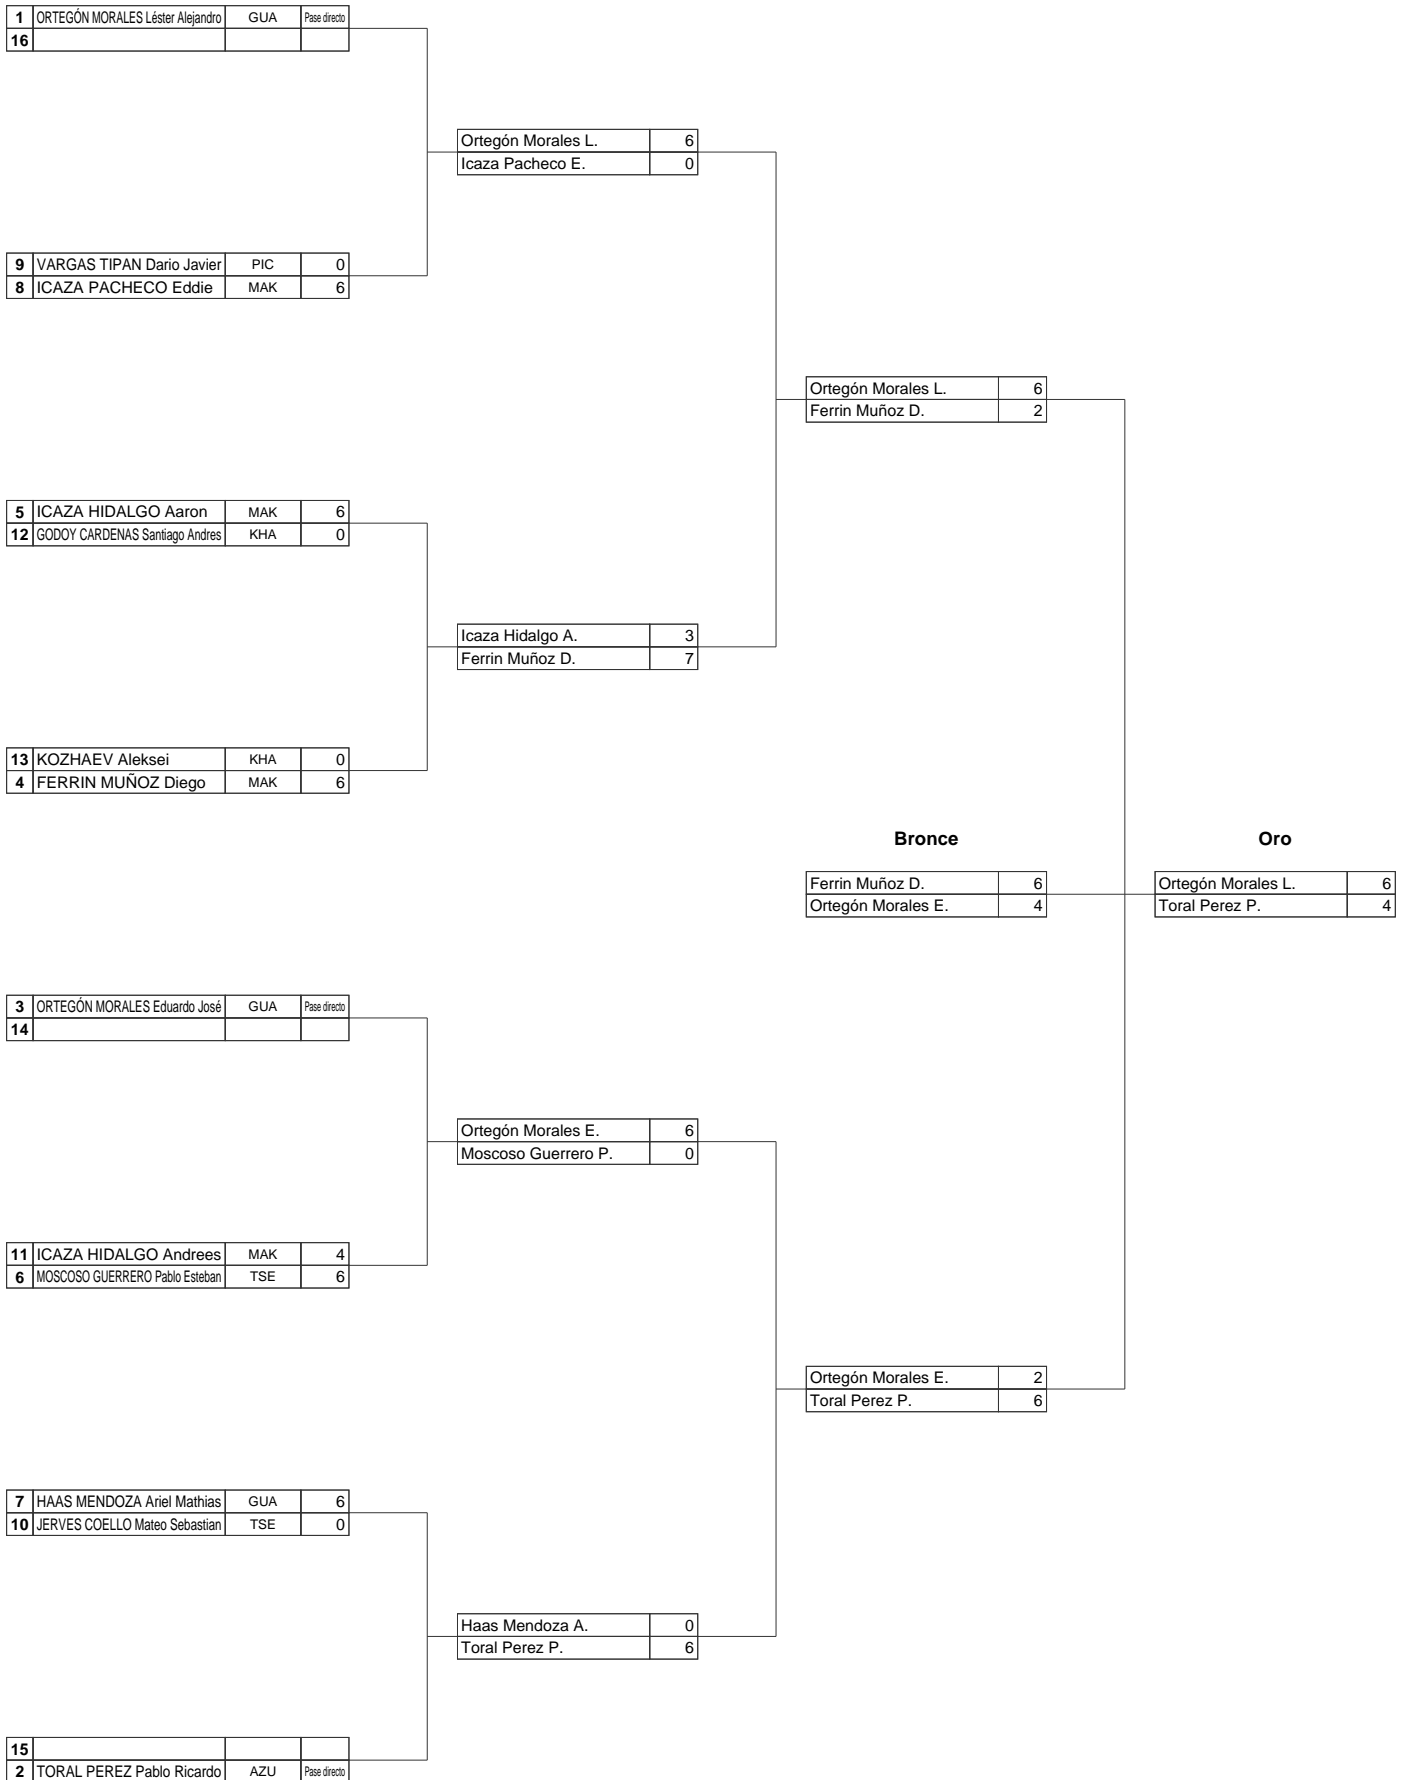 1 ORTEGÓN MORALES Léster Alejandro GUA Pase directo
16
Ortegón Morales L. 6
Icaza Pacheco E. 0
9 VARGAS TIPAN Dario Javier PIC 0
8 ICAZA PACHECO Eddie MAK 6
Ortegón Morales L. 6
Ferrin Muñoz D. 2
5 ICAZA HIDALGO Aaron MAK 6
12 GODOY CARDENAS Santiago Andres KHA 0
Icaza Hidalgo A. 3
Ferrin Muñoz D. 7
13 KOZHAEV Aleksei KHA 0
4 FERRIN MUÑOZ Diego MAK 6
Bronce Oro
Ferrin Muñoz D. 6 Ortegón Morales L. 6
Ortegón Morales E. 4 Toral Perez P. 4
3 ORTEGÓN MORALES Eduardo José GUA Pase directo
14
Ortegón Morales E. 6
Moscoso Guerrero P. 0
11 ICAZA HIDALGO Andrees MAK 4
6 MOSCOSO GUERRERO Pablo Esteban TSE 6
Ortegón Morales E. 2
Toral Perez P. 6
7 HAAS MENDOZA Ariel Mathias GUA 6
10 JERVES COELLO Mateo Sebastian TSE 0
Haas Mendoza A. 0
Toral Perez P. 6
15
2 TORAL PEREZ Pablo Ricardo AZU Pase directo